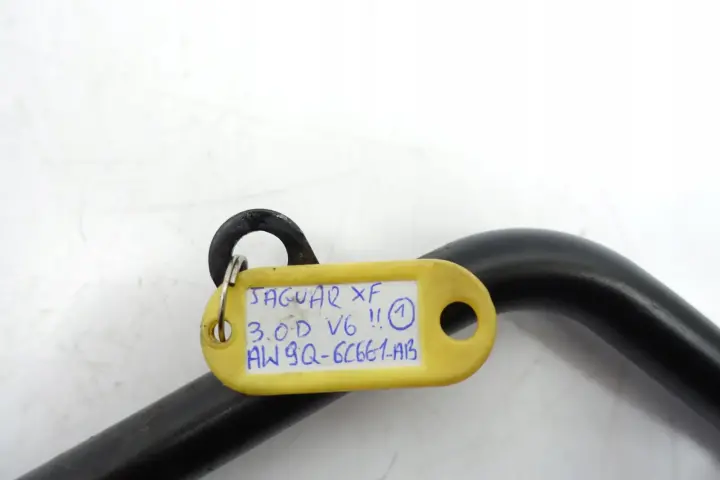 JAGUAR XF
3.0D V6 !! 1
AW9Q-6C661-AB